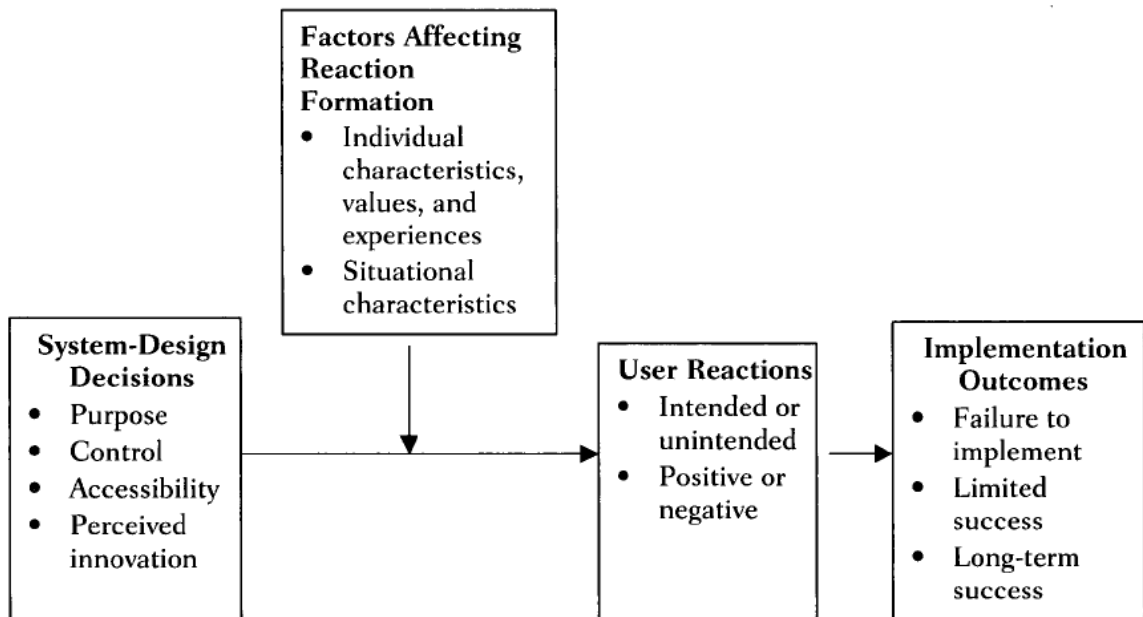 Factors Affecting
Reaction
Formation
• Individual
characteristics,
values, and
experiences
• Situational
characteristics
System-Design
Decisions
• Purpose
• Control
• Accessibility
• Perceived
innovation
User Reactions
• Intended or
unintended
• Positive or
negative
Implementation
Outcomes
• Failure to
implement
• Limited
success
• Long-term
success